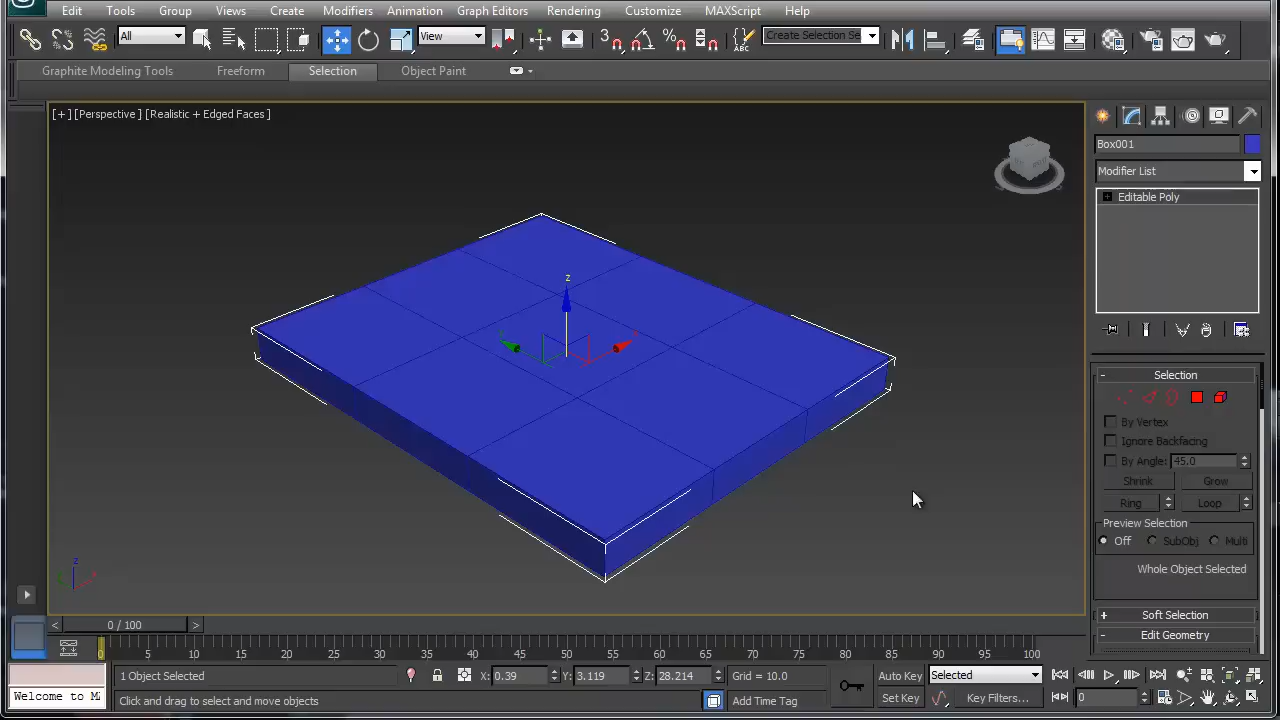 Edit Tools Group Views Create Modifiers Animation Graph Editors Rendering Customize MAXScript Help
All View Create Selection Se
Graphite Modeling Tools Freeform Selection Object Paint
[+] [Perspective ] [Realistic + Edged Faces ]
Box001
Modifier List
Editable Poly
Selection
By Vertex
Ignore Backfacing
By Angle: 45.0
Shrink Grow
Ring Loop
Preview Selection
Off SubObj Multi
Whole Object Selected
Soft Selection
Edit Geometry
z
z
< 0 / 100 >
0 5 10 15 20 25 30 35 40 45 50 55 60 65 70 75 80 85 90 95 100
1 Object Selected X: 0.39 Y: 3.119 Z: 28.214 Grid = 10.0 Auto Key Selected
Welcome to MA Click and drag to select and move objects Add Time Tag Set Key Key Filters... 0